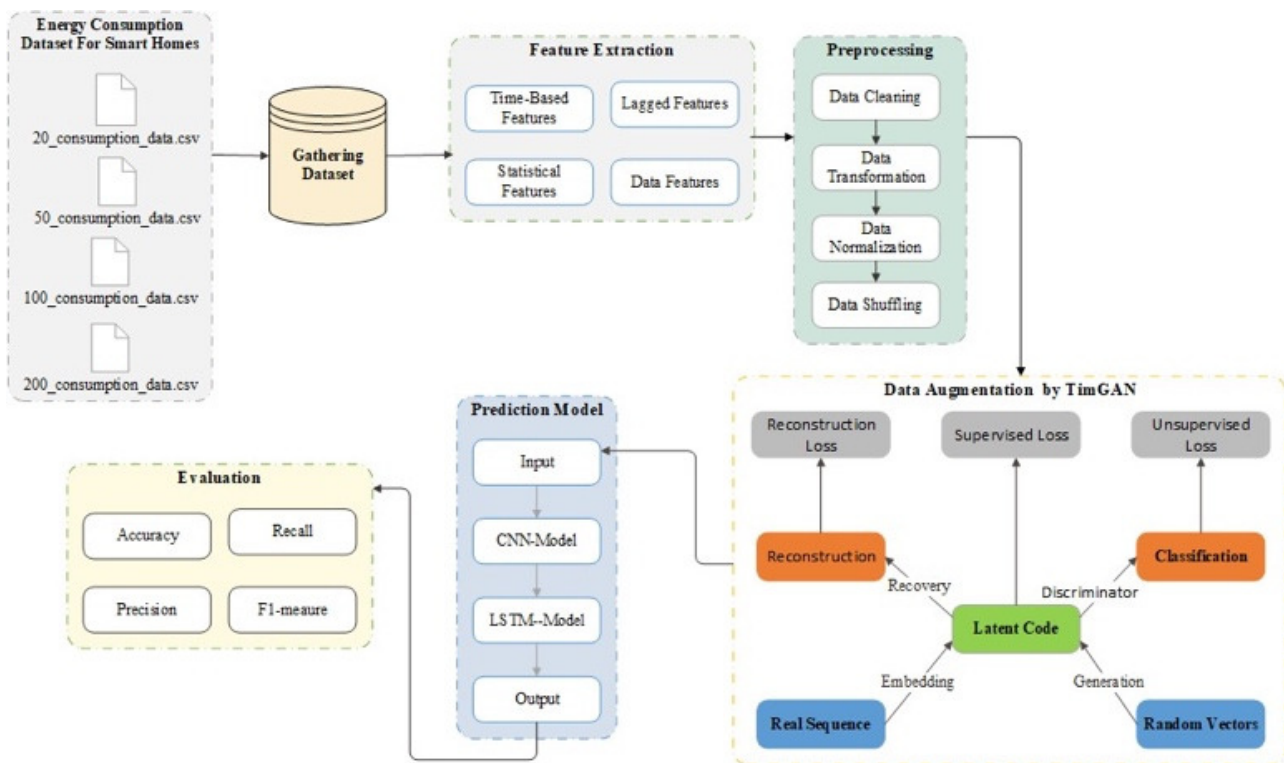 Energy Consumption
Dataset For Smart Homes
20_consumption_data.csv
50_consumption_data.csv
100_consumption_data.csv
200_consumption_data.csv
Gathering
Dataset
Feature Extraction
Time-Based
Features
Lagged Features
Statistical
Features
Data Features
Preprocessing
Data Cleaning
Data
Transformation
Data
Normalization
Data Shuffling
Data Augmentation by TimGAN
Reconstruction
Loss
Supervised Loss
Unsupervised
Loss
Reconstruction
Classification
Recovery
Discriminator
Latent Code
Embedding
Generation
Real Sequence
Random Vectors
Prediction Model
Input
CNN-Model
LSTM--Model
Output
Evaluation
Accuracy
Recall
Precision
F1-meaure